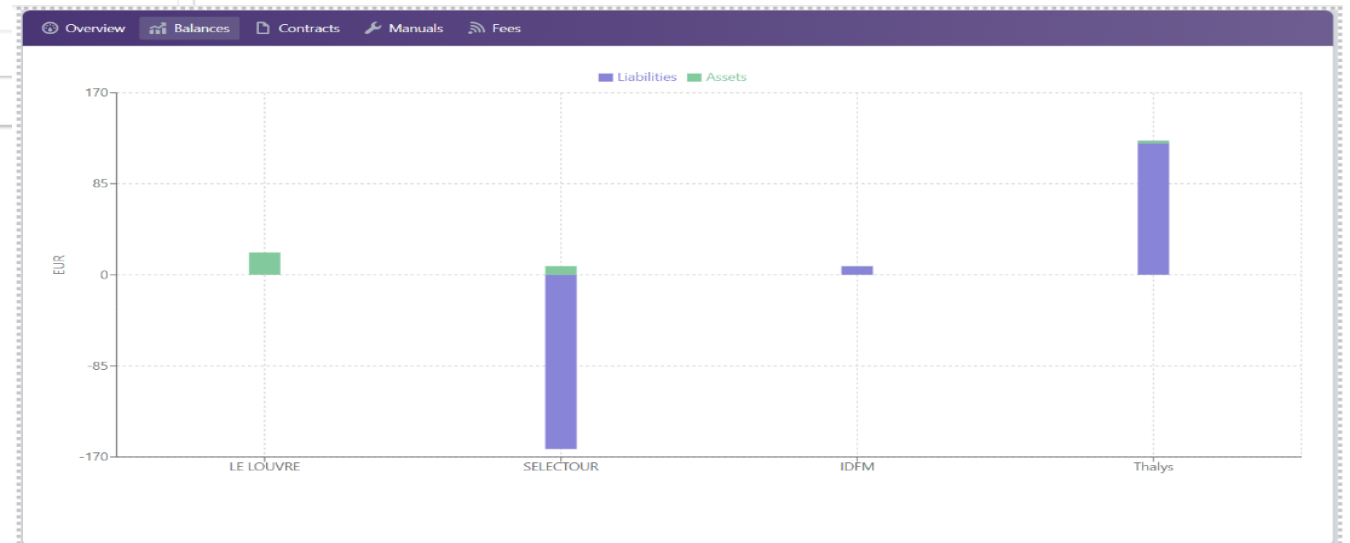 Overview Balances Contracts Manuals Fees
Liabilities Assets
170
85
EUR
0
-85
-170
LE LOUVRE SELECTOUR IDFM Thalys